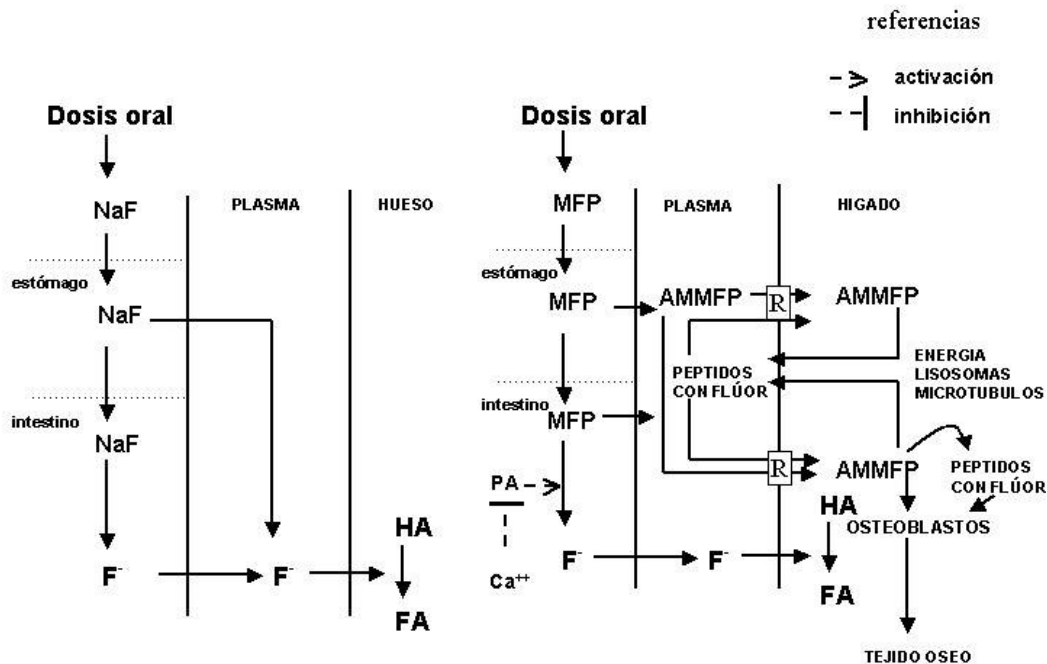 referencias
activación
inhibición
Dosis oral
NaF
PLASMA
HUESO
estómago
NaF
intestino
NaF
F⁻
F⁻
HA
FA
Dosis oral
MFP
PLASMA
HIGADO
estómago
MFP
AMMFP
R
AMMFP
PEPTIDOS
CON FLÚOR
ENERGIA
LISOSOMAS
MICROTUBULOS
intestino
MFP
R
AMMFP
PEPTIDOS
CON FLÚOR
PA
HA
OSTEOBLASTOS
Ca⁺⁺
F⁻
F⁻
FA
TEJIDO OSEO